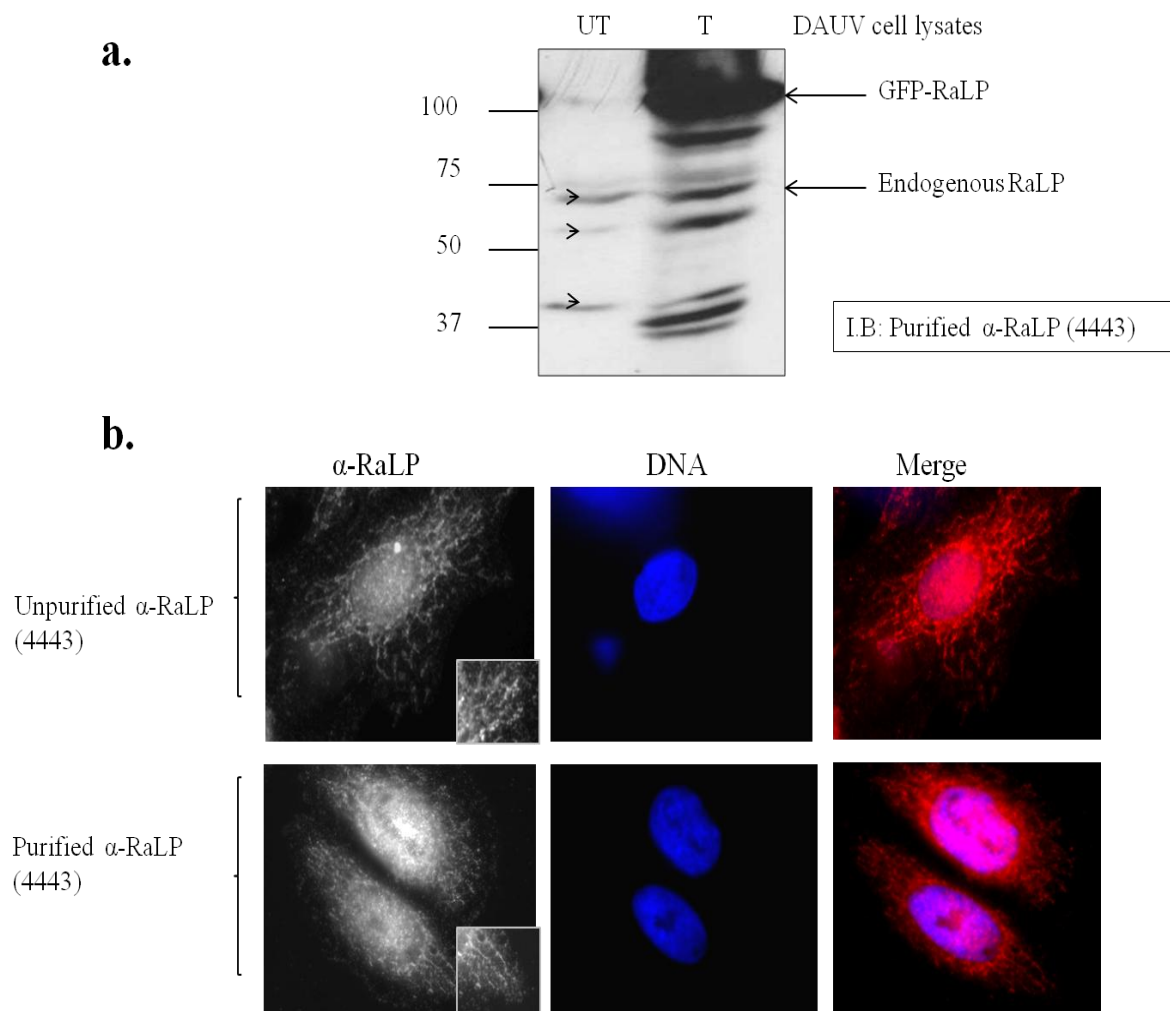 a.
UT T DAUV cell lysates
100
75
50
37
GFP-RaLP
Endogenous RaLP
I.B: Purified α-RaLP (4443)
b.
α-RaLP DNA Merge
Unpurified α-RaLP
(4443)
Purified α-RaLP
(4443)